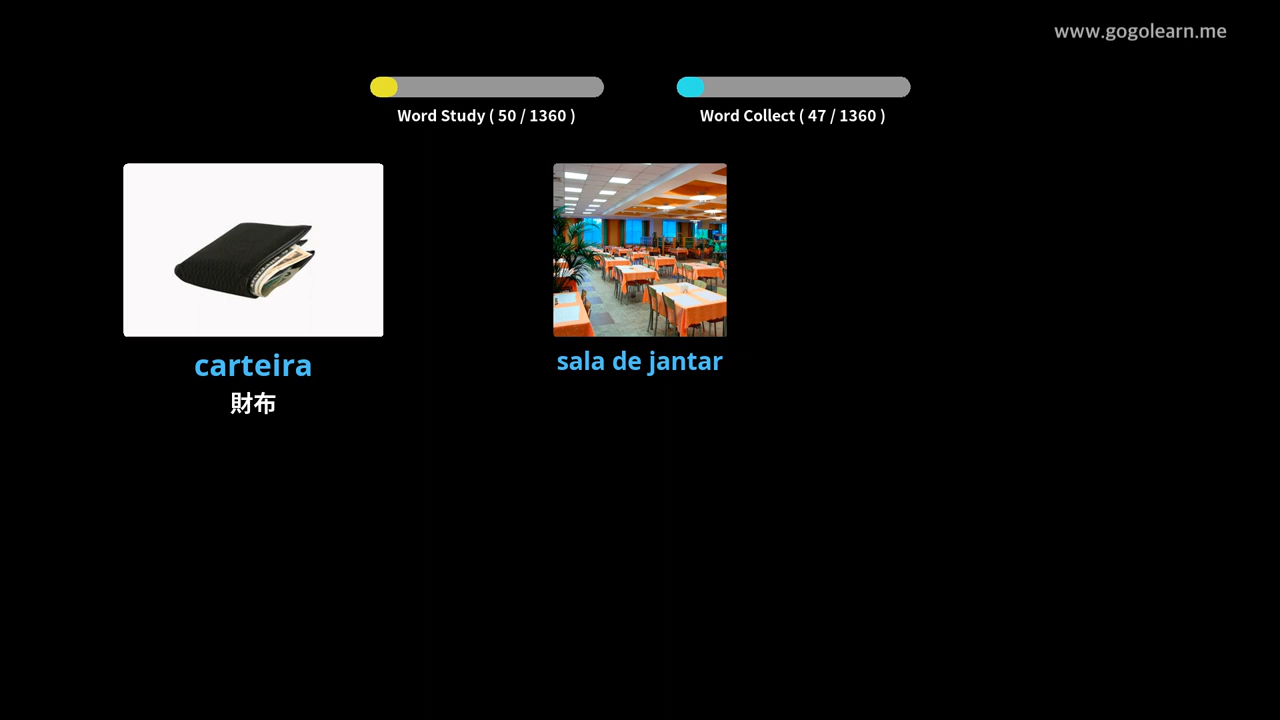 www.gogolearn.me
Word Study ( 50 / 1360 )
Word Collect ( 47 / 1360 )
carteira
財布
sala de jantar